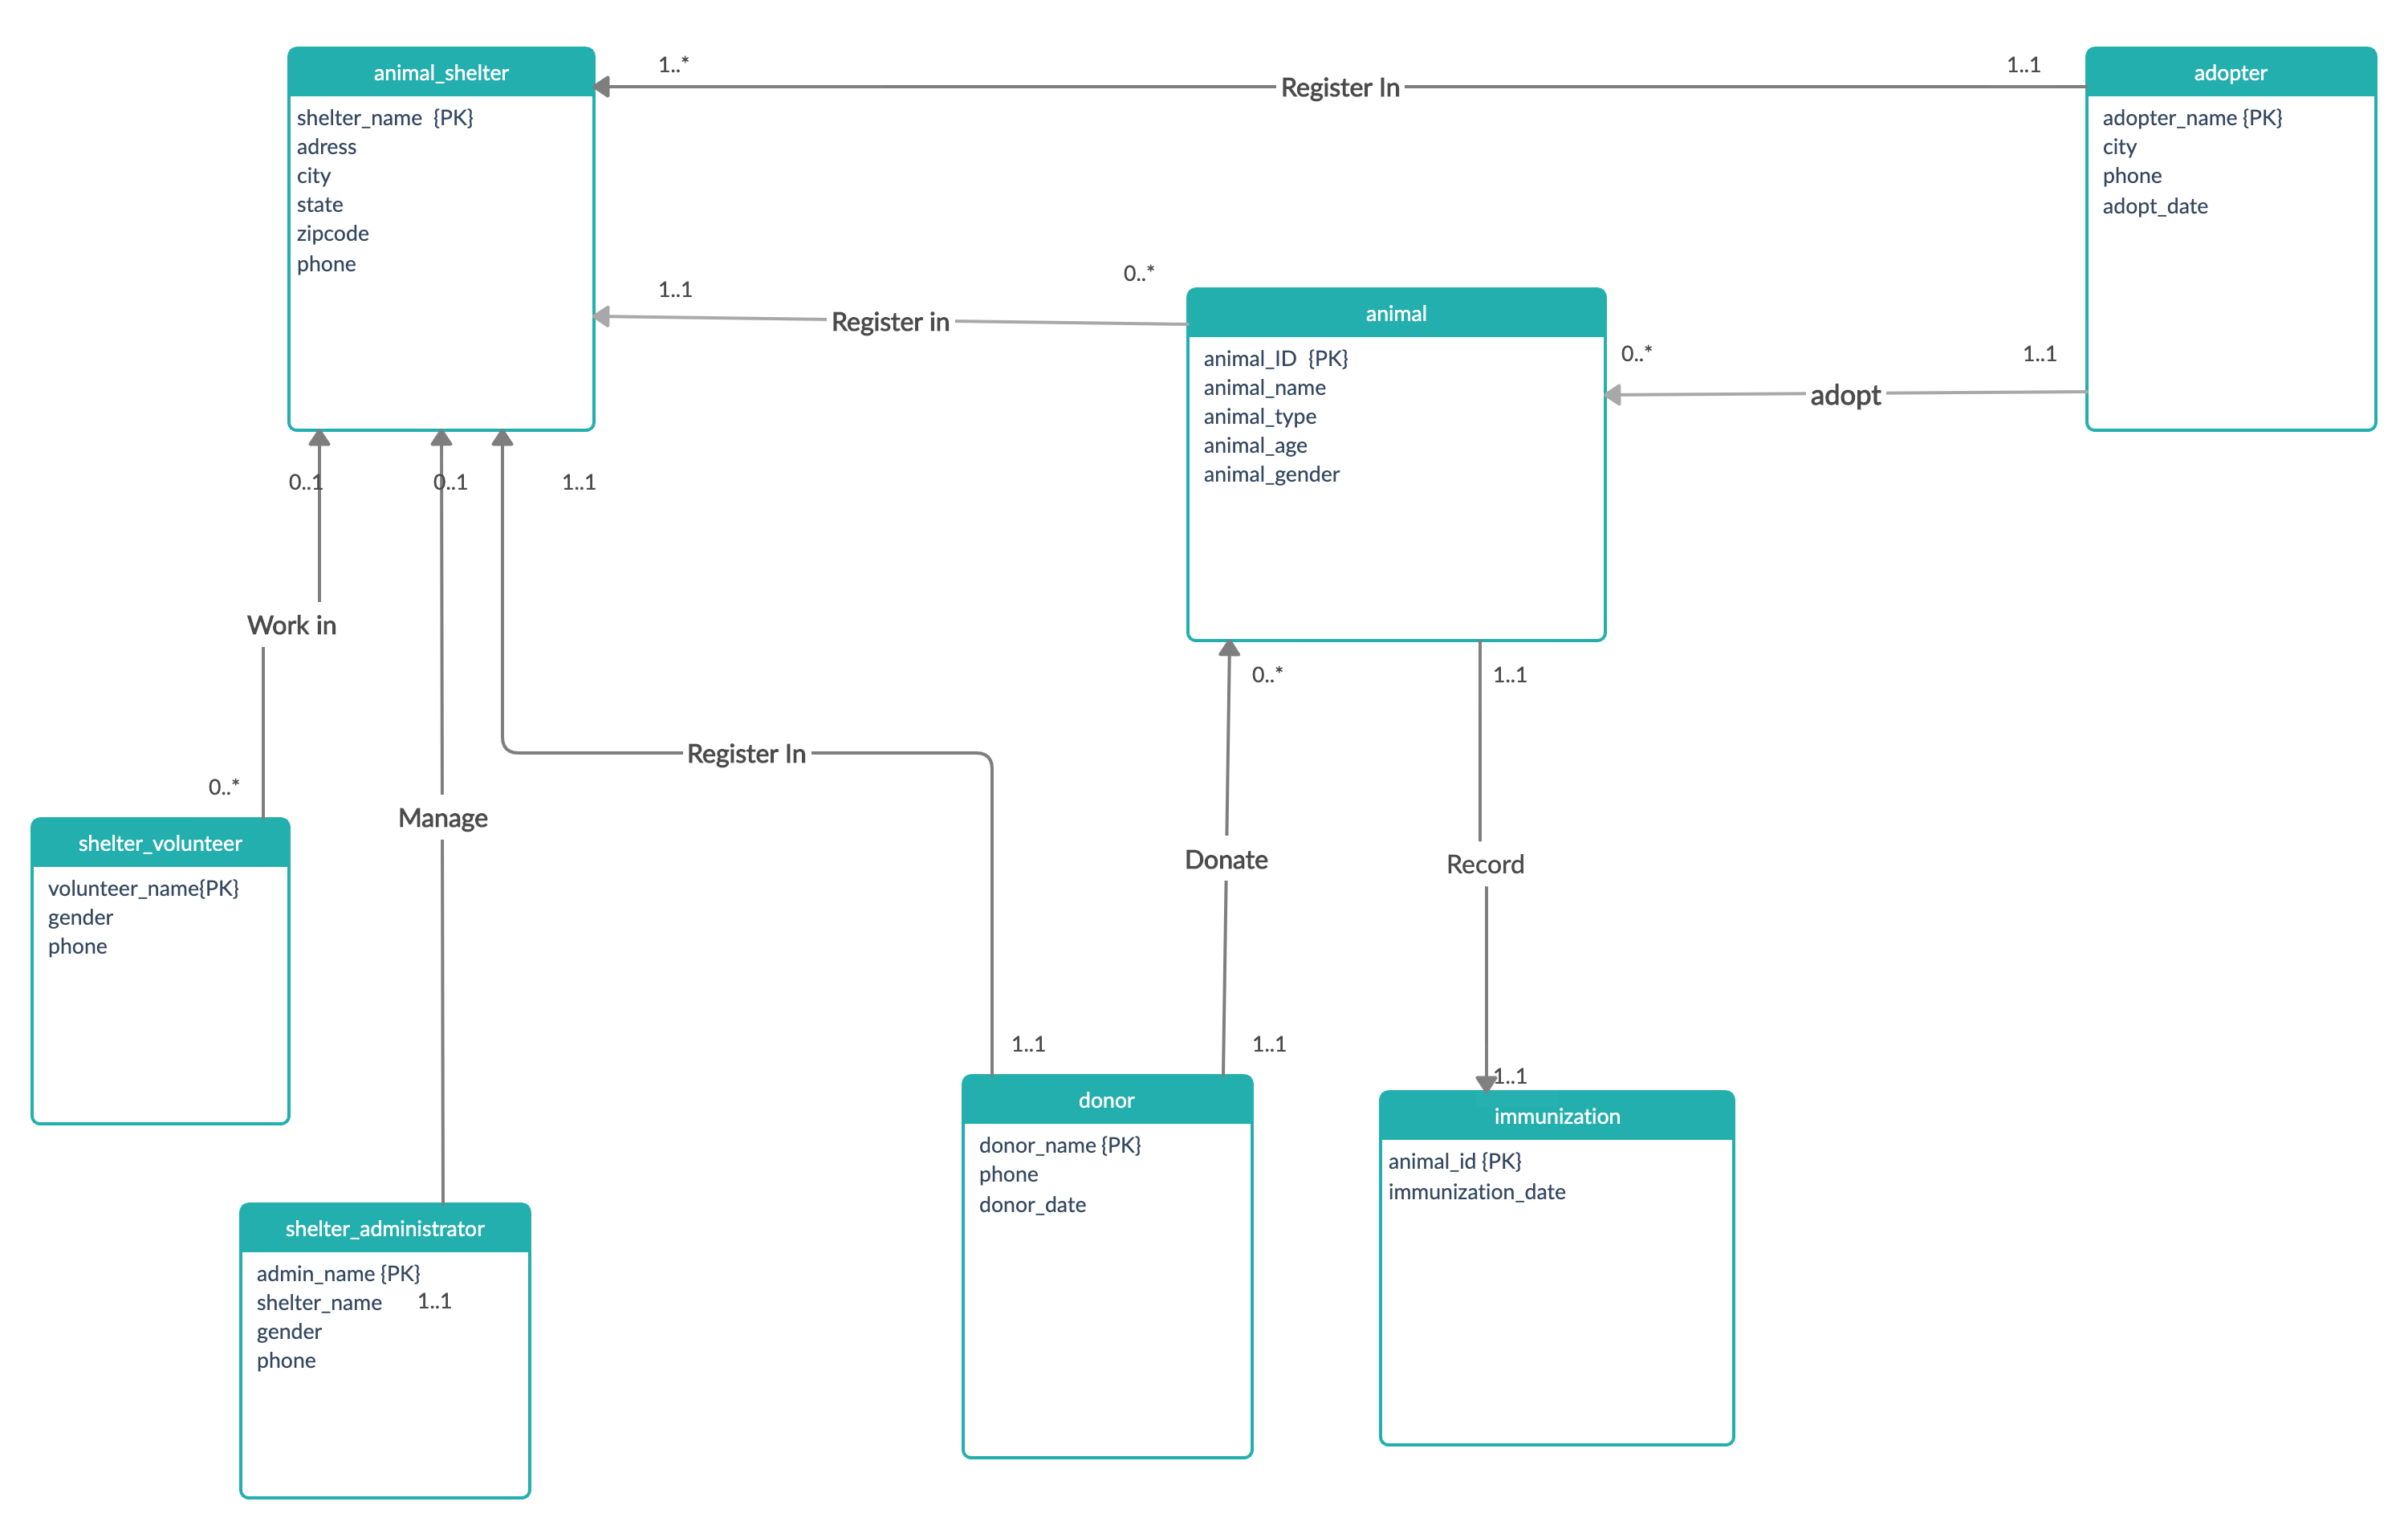 animal_shelter
shelter_name {PK}
adress
city
state
zipcode
phone
1..*
Register In
1..1
adopter
adopter_name {PK}
city
phone
adopt_date
1..1
Register in
0..*
animal
animal_ID {PK}
animal_name
animal_type
animal_age
animal_gender
0..*
adopt
1..1
0..1
0..1
1..1
Work in
0..*
shelter_volunteer
volunteer_name{PK}
gender
phone
Manage
shelter_administrator
admin_name {PK}
shelter_name 1..1
gender
phone
Register In
1..1
0..*
Donate
1..1
donor
donor_name {PK}
phone
donor_date
1..1
Record
1..1
immunization
animal_id {PK}
immunization_date